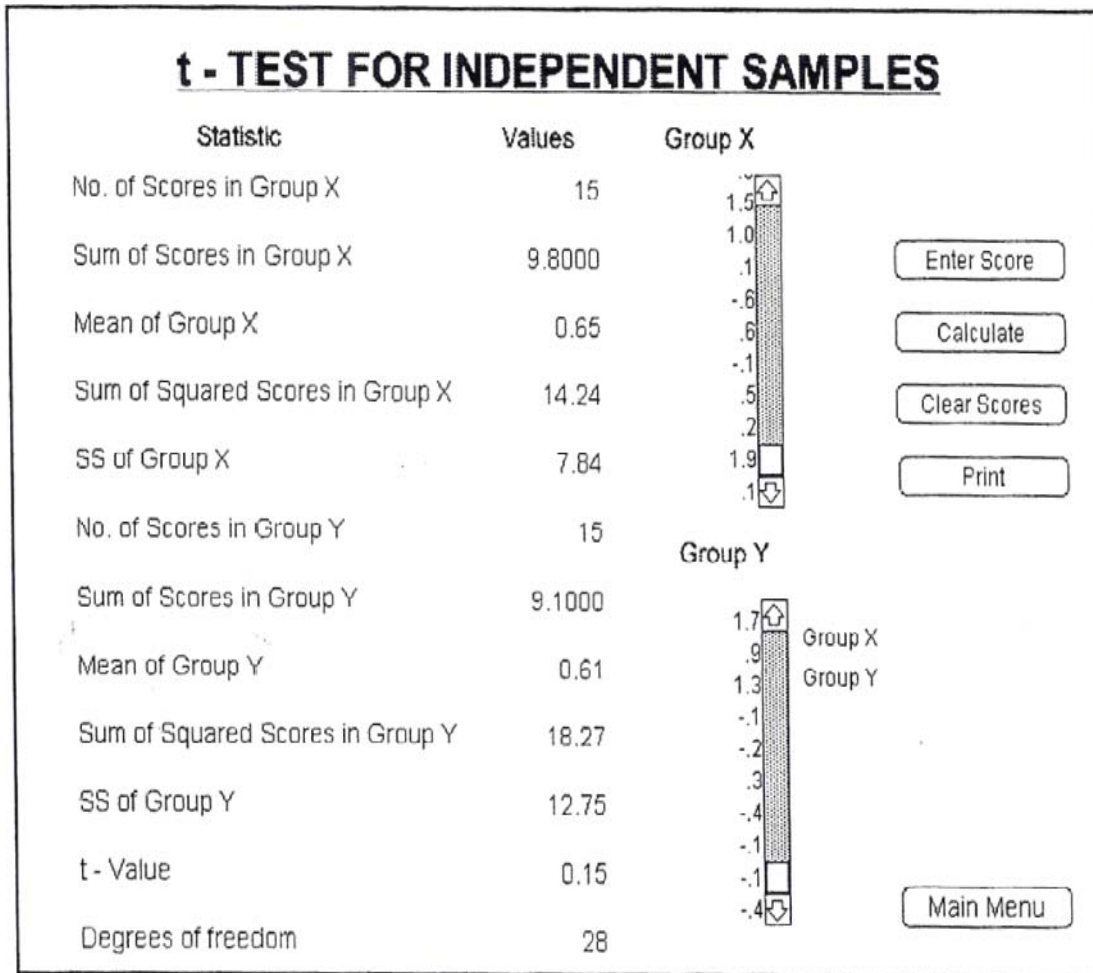 t - TEST FOR INDEPENDENT SAMPLES
Statistic Values Group X
No. of Scores in Group X 15
Sum of Scores in Group X 9.8000
Mean of Group X 0.65
Sum of Squared Scores in Group X 14.24
SS of Group X 7.84
No. of Scores in Group Y 15
Sum of Scores in Group Y 9.1000
Mean of Group Y 0.61
Sum of Squared Scores in Group Y 18.27
SS of Group Y 12.75
t - Value 0.15
Degrees of freedom 28
1.5
1.0
.1
-.6
.6
-.1
.5
.2
1.9
.1
Group Y
1.7
.9
1.3
-.1
-.2
.3
-.4
-.1
-.1
-.4
Group X
Group Y
Enter Score
Calculate
Clear Scores
Print
Main Menu